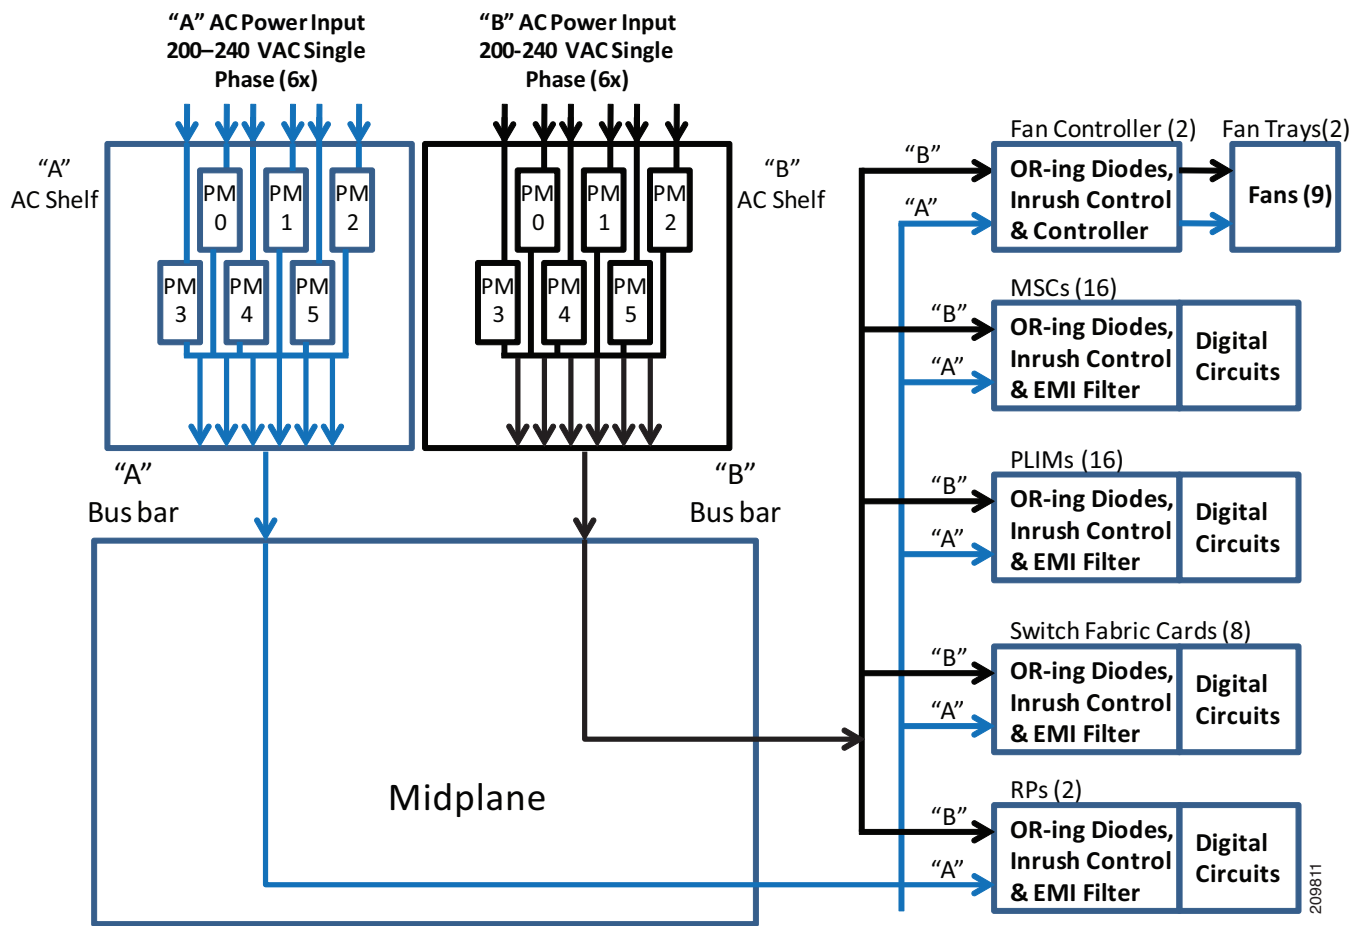 “A” AC Power Input
200–240 VAC Single
Phase (6x)
“B” AC Power Input
200-240 VAC Single
Phase (6x)
“A”
AC Shelf
PM
0
PM
1
PM
2
PM
3
PM
4
PM
5
PM
0
PM
1
PM
2
PM
3
PM
4
PM
5
“B”
AC Shelf
“A”
Bus bar
“B”
Bus bar
Midplane
Fan Controller (2)
Fan Trays(2)
“B”
“A”
OR-ing Diodes,
Inrush Control
& Controller
Fans (9)
MSCs (16)
“B”
“A”
OR-ing Diodes,
Inrush Control
& EMI Filter
Digital
Circuits
PLIMs (16)
“B”
“A”
OR-ing Diodes,
Inrush Control
& EMI Filter
Digital
Circuits
Switch Fabric Cards (8)
“B”
“A”
OR-ing Diodes,
Inrush Control
& EMI Filter
Digital
Circuits
RPs (2)
“B”
“A”
OR-ing Diodes,
Inrush Control
& EMI Filter
Digital
Circuits
209811